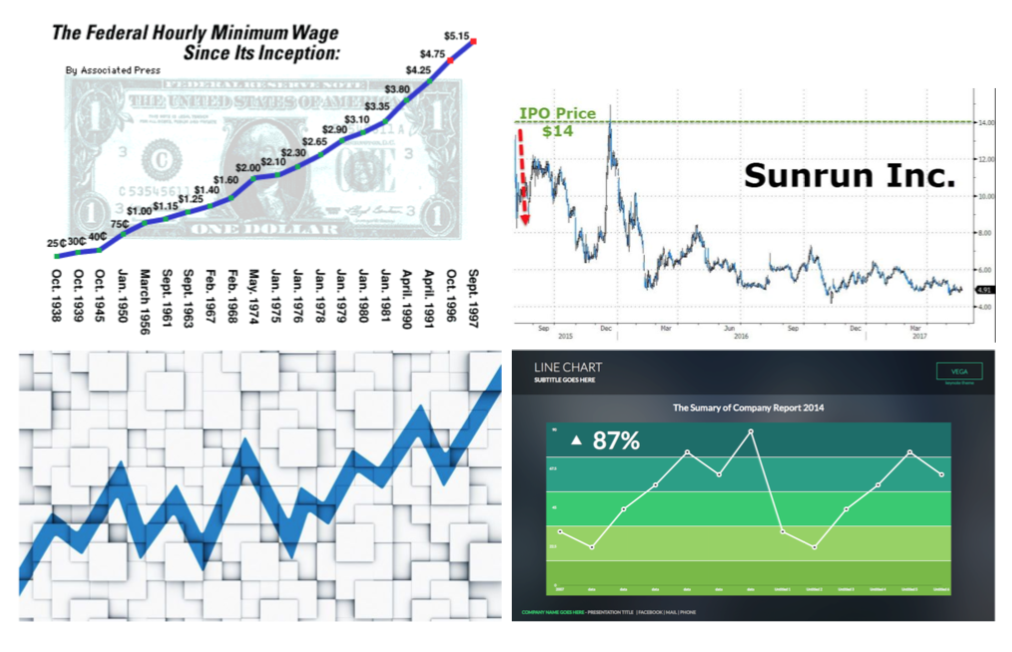 The Federal Hourly Minimum Wage
Since Its Inception:
By Associated Press
FEDERAL RESERVE NOTE
THE UNITED STATES OF AMERICA
C 53545611
ONE DOLLAR
25¢
30¢
40¢
75¢
$1.00
$1.15
$1.25
$1.40
$1.60
$2.00
$2.10
$2.30
$2.65
$2.90
$3.10
$3.35
$3.80
$4.25
$4.75
$5.15
Oct. 1938
Oct. 1939
Oct. 1945
Jan. 1950
March 1956
Sept. 1961
Sept. 1963
Feb. 1967
Feb. 1968
May. 1974
Jan. 1975
Jan. 1976
Jan. 1978
Jan. 1979
Jan. 1980
Jan. 1981
April. 1990
April. 1991
Oct. 1996
Sept. 1997
IPO Price
$14
Sunrun Inc.
14.00
12.00
10.00
8.00
6.00
4.91
4.00
Sep Dec Mar Jun Sep Dec Mar
2015 2016 2017
LINE CHART
SUBTITLE GOES HERE
VEGA
The Sumary of Company Report 2014
▲ 87%
COMPANY NAME GOES HERE - PRESENTATION TITLE | FACEBOOK | MAIL | PHONE